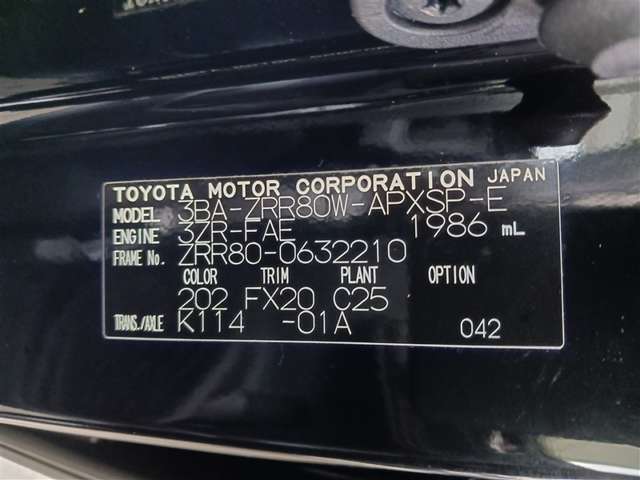 TOYOTA MOTOR CORPORATION JAPAN
MODEL 3BA-ZRR80W-APXSP-E
ENGINE 3ZR-FAE 1986 mL
FRAME No. ZRR80-0632210
COLOR TRIM PLANT OPTION
202 FX20 C25
TRANS./AXLE K114 -01A 042